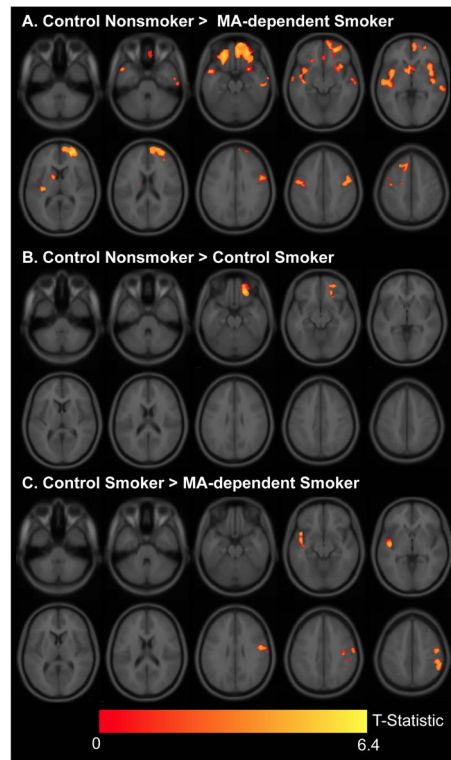 A. Control Nonsmoker > MA-dependent Smoker
B. Control Nonsmoker > Control Smoker
C. Control Smoker > MA-dependent Smoker
T-Statistic
0 6.4